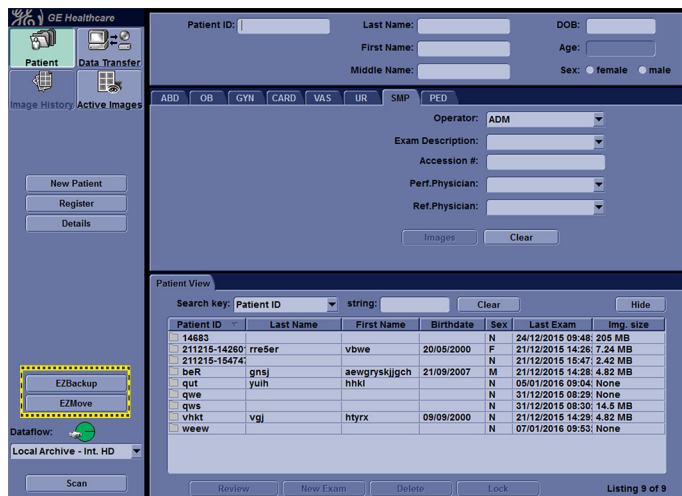 GE Healthcare
Patient
Data Transfer
Image History
Active Images
New Patient
Register
Details
EZBackup
EZMove
Dataflow:
Local Archive - Int. HD
Scan
Patient ID:
Last Name:
DOB:
First Name:
Age:
Middle Name:
Sex: female male
ABD OB GYN CARD VAS UR SMP PED
Operator: ADM
Exam Description:
Accession #:
Perf.Physician:
Ref.Physician:
Images Clear
Patient View
Search key: Patient ID string: Clear Hide
Patient ID Last Name First Name Birthdate Sex Last Exam Img. size
14683 N 24/12/2015 09:48: 205 MB
211215-14260 rre5er vbwe 20/05/2000 F 21/12/2015 14:26: 7.24 MB
211215-15474 N 21/12/2015 15:47: 2.42 MB
beR gnsj aewgryskjjgch 21/09/2007 M 21/12/2015 14:28: 4.82 MB
qut yuih hhkl N 05/01/2016 09:04: None
qwe N 31/12/2015 08:29: None
qws N 31/12/2015 08:30: 14.5 MB
vhkt vgj htyrx 09/09/2000 N 21/12/2015 14:29: 4.82 MB
weew N 07/01/2016 09:53: None
Review New Exam Delete Lock Listing 9 of 9